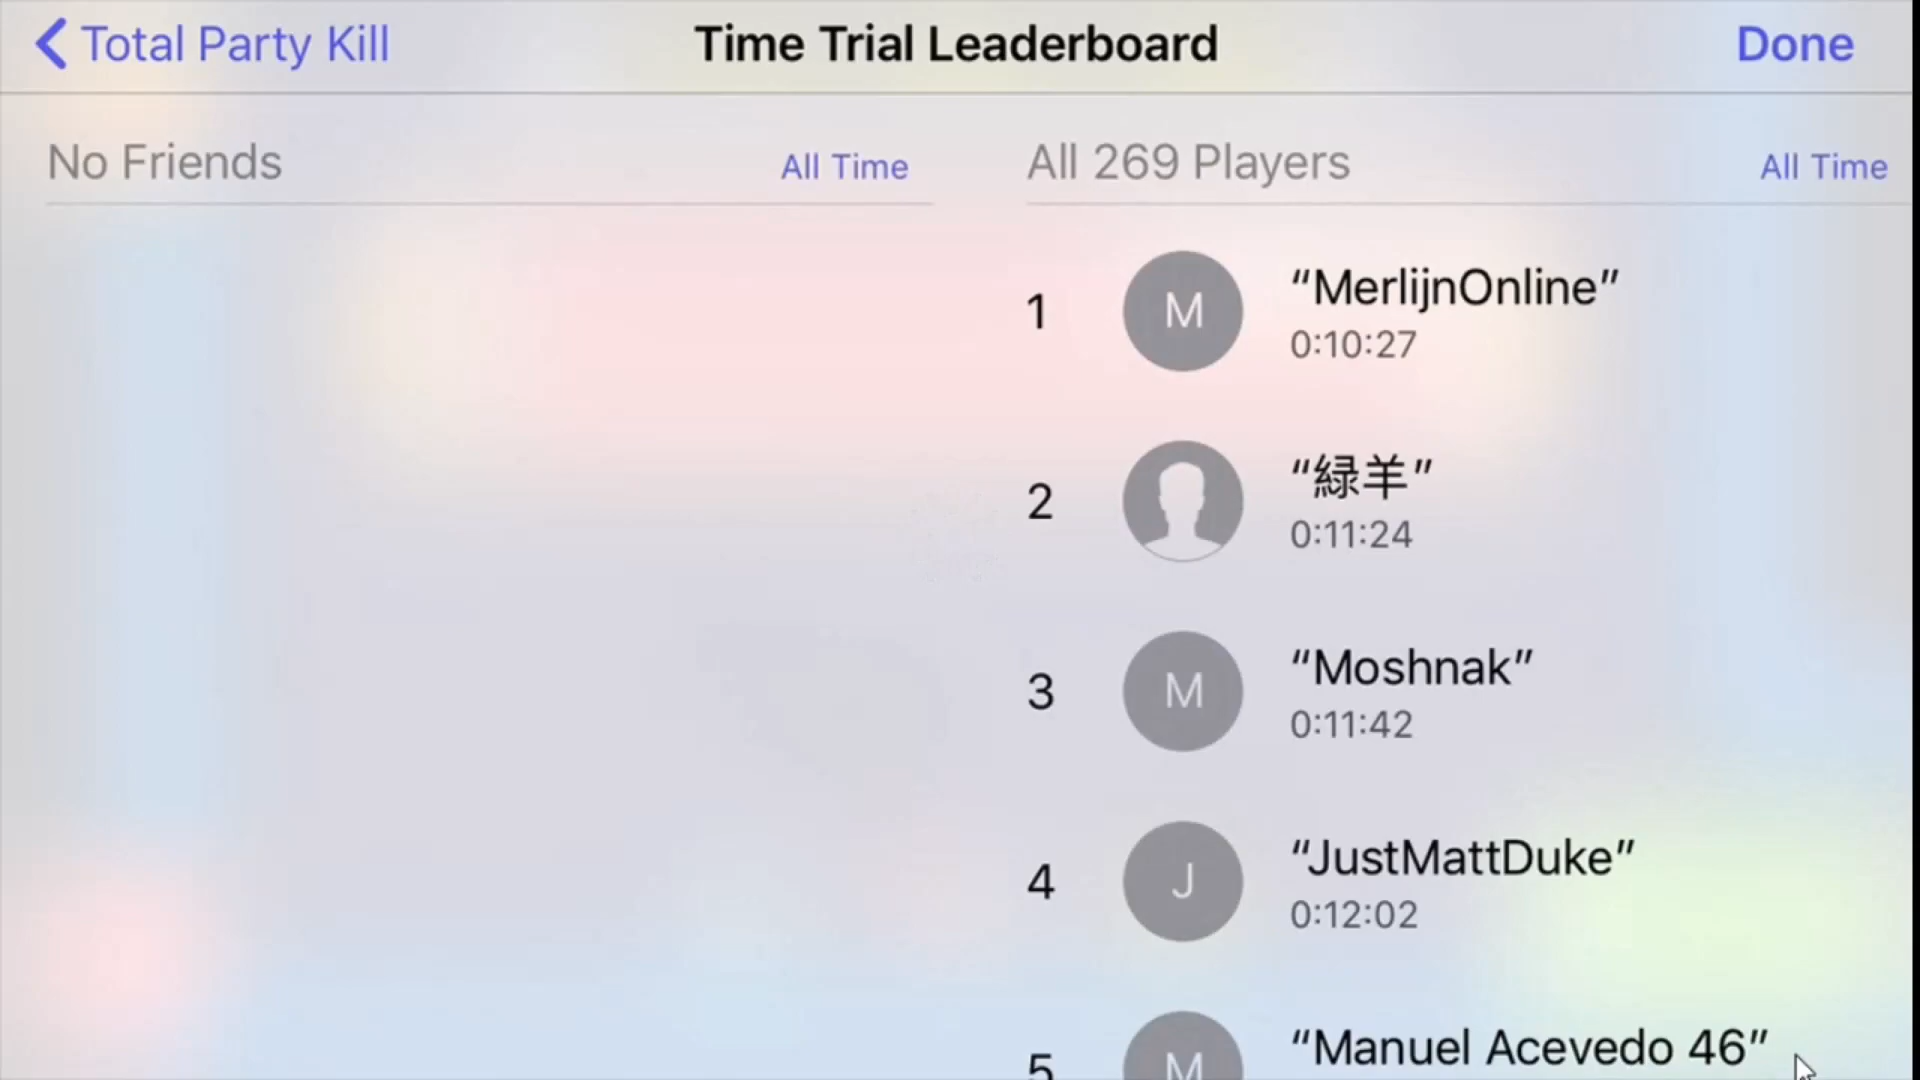 Total Party Kill
Time Trial Leaderboard
Done
No Friends
All Time
All 269 Players
All Time
1
M
“MerlijnOnline”
0:10:27
2
“緑羊”
0:11:24
3
M
“Moshnak”
0:11:42
4
J
“JustMattDuke”
0:12:02
5
M
“Manuel Acevedo 46”